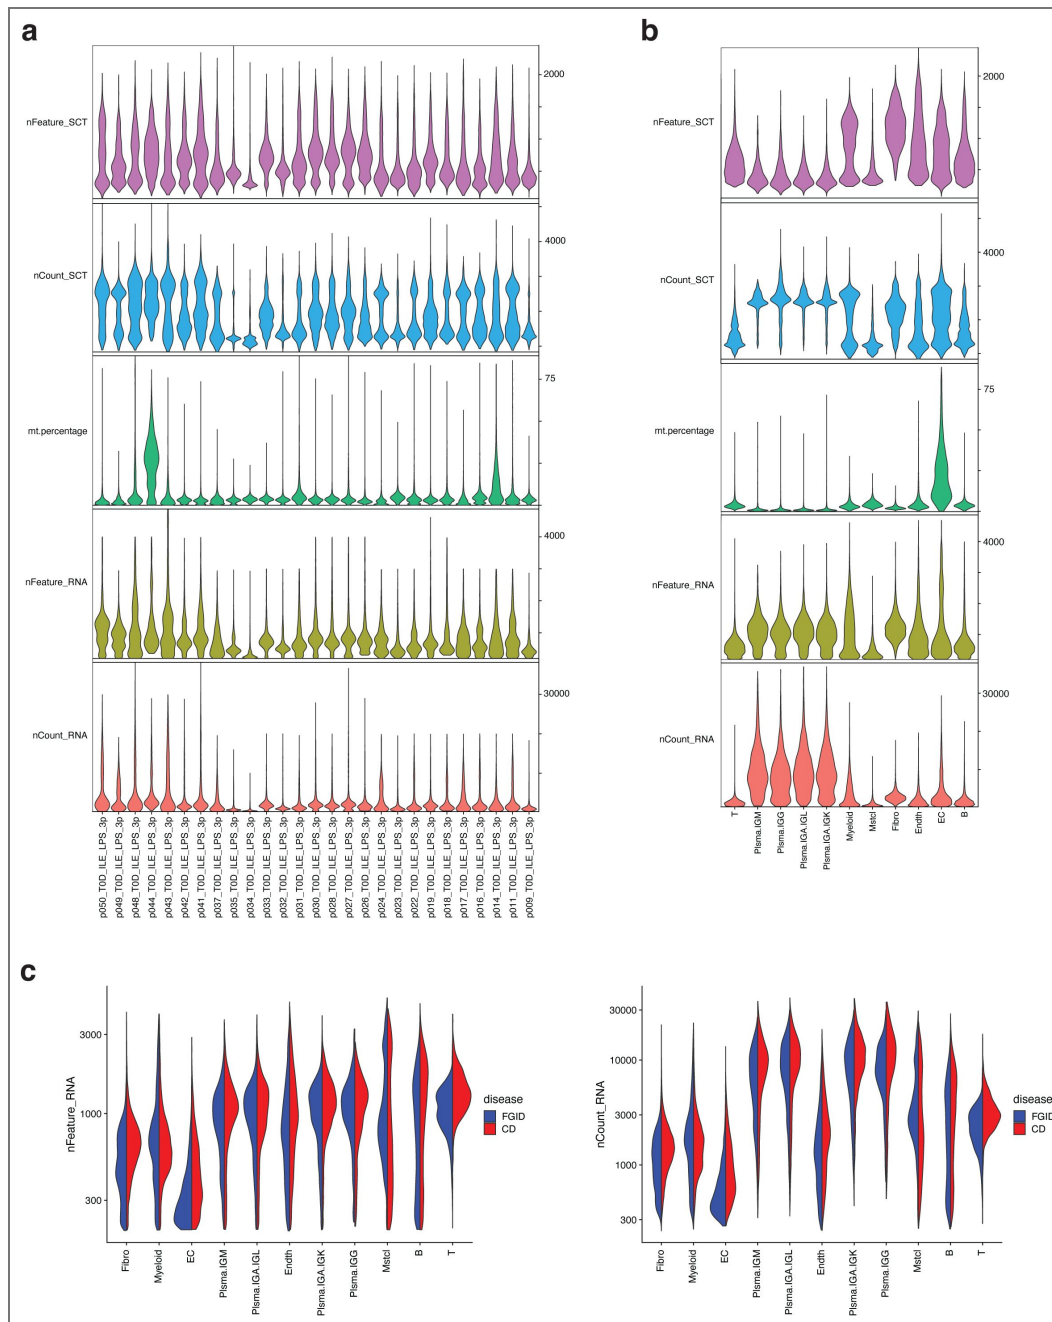 a
nFeature_SCT
2000
nCount_SCT
4000
mt.percentage
75
nFeature_RNA
4000
nCount_RNA
30000
p050_T0D_ILE_LPS_3p
p049_T0D_ILE_LPS_3p
p048_T0D_ILE_LPS_3p
p044_T0D_ILE_LPS_3p
p043_T0D_ILE_LPS_3p
p042_T0D_ILE_LPS_3p
p041_T0D_ILE_LPS_3p
p037_T0D_ILE_LPS_3p
p035_T0D_ILE_LPS_3p
p034_T0D_ILE_LPS_3p
p033_T0D_ILE_LPS_3p
p032_T0D_ILE_LPS_3p
p031_T0D_ILE_LPS_3p
p030_T0D_ILE_LPS_3p
p028_T0D_ILE_LPS_3p
p027_T0D_ILE_LPS_3p
p026_T0D_ILE_LPS_3p
p024_T0D_ILE_LPS_3p
p023_T0D_ILE_LPS_3p
p022_T0D_ILE_LPS_3p
p019_T0D_ILE_LPS_3p
p018_T0D_ILE_LPS_3p
p017_T0D_ILE_LPS_3p
p016_T0D_ILE_LPS_3p
p014_T0D_ILE_LPS_3p
p011_T0D_ILE_LPS_3p
p009_T0D_ILE_LPS_3p
b
nFeature_SCT
2000
nCount_SCT
4000
mt.percentage
75
nFeature_RNA
4000
nCount_RNA
30000
T
Plsma.IGM
Plsma.IGG
Plsma.IGA.IGL
Plsma.IGA.IGK
Myeloid
Mstcl
Fibro
Endth
EC
B
c
nFeature_RNA
3000
1000
300
Fibro
Myeloid
EC
Plsma.IGM
Plsma.IGA.IGL
Endth
Plsma.IGA.IGK
Plsma.IGG
Mstcl
B
T
disease
FGID
CD
nCount_RNA
30000
10000
3000
1000
300
Fibro
Myeloid
EC
Plsma.IGM
Plsma.IGA.IGL
Endth
Plsma.IGA.IGK
Plsma.IGG
Mstcl
B
T
disease
FGID
CD